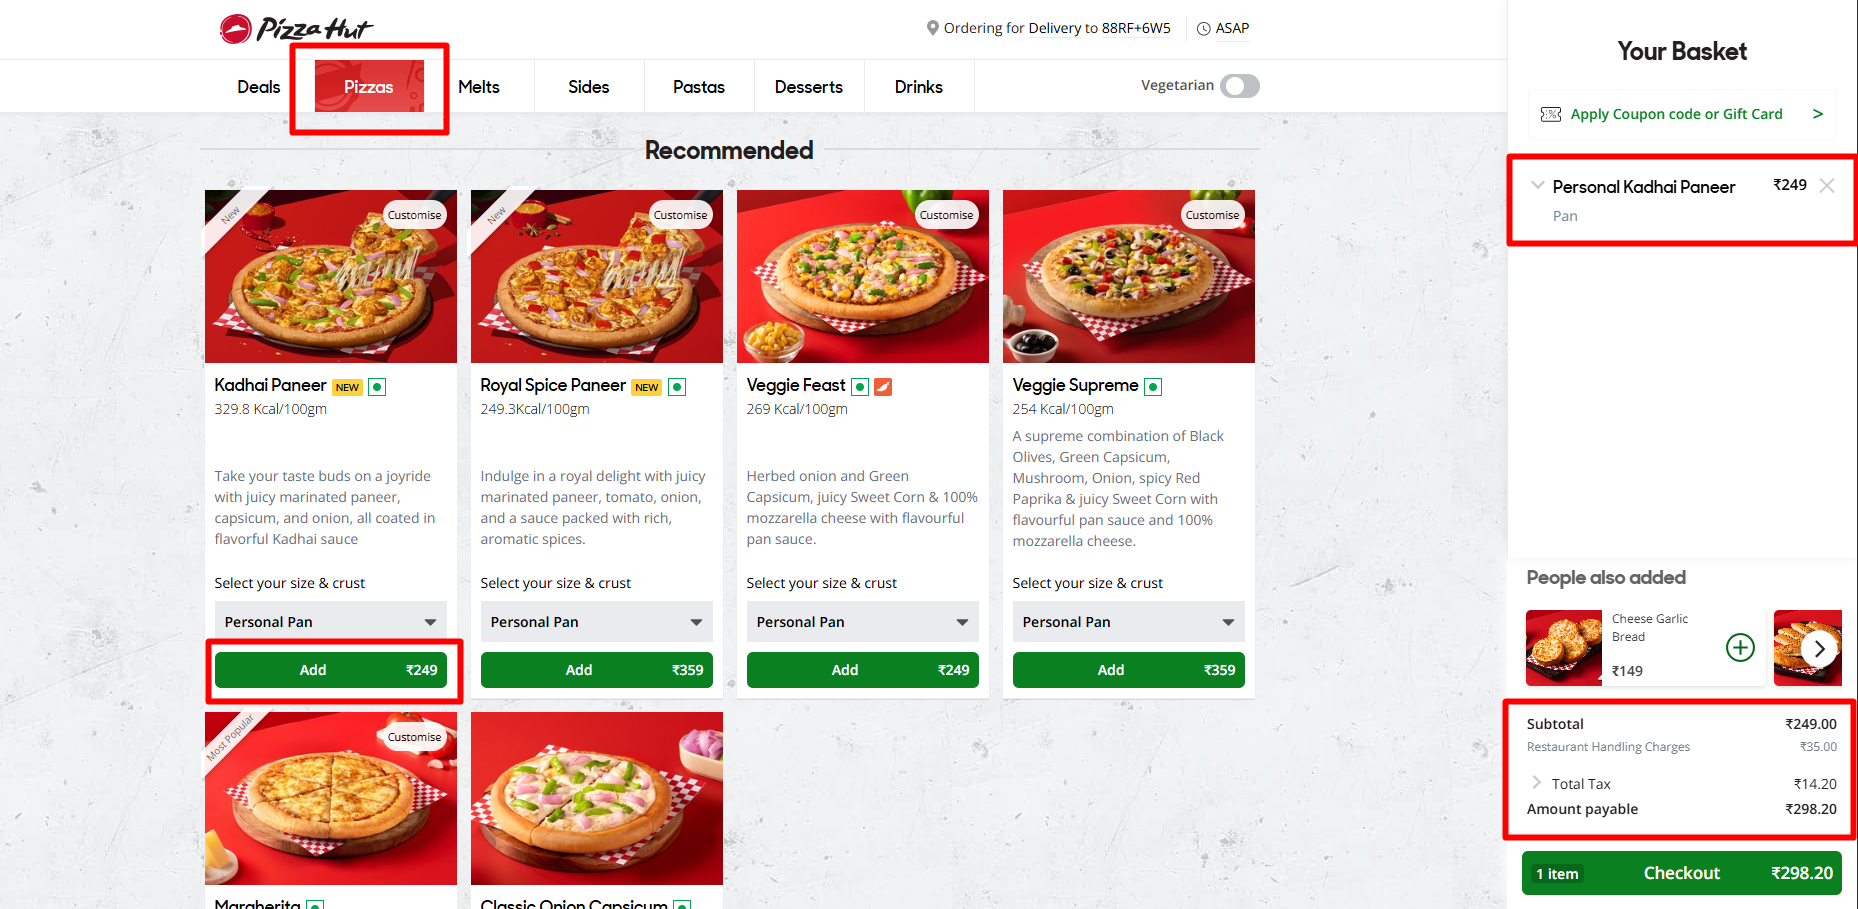 Pizza Hut
Ordering for Delivery to 88RF+6W5
ASAP
Deals
Pizzas
Melts
Sides
Pastas
Desserts
Drinks
Vegetarian
Recommended
New
Customise
Kadhai Paneer NEW
329.8 Kcal/100gm
Take your taste buds on a joyride
with juicy marinated paneer,
capsicum, and onion, all coated in
flavorful Kadhai sauce
Select your size & crust
Personal Pan
Add ₹249
New
Customise
Royal Spice Paneer NEW
249.3Kcal/100gm
Indulge in a royal delight with juicy
marinated paneer, tomato, onion,
and a sauce packed with rich,
aromatic spices.
Select your size & crust
Personal Pan
Add ₹359
Customise
Veggie Feast
269 Kcal/100gm
Herbed onion and Green
Capsicum, juicy Sweet Corn & 100%
mozzarella cheese with flavourful
pan sauce.
Select your size & crust
Personal Pan
Add ₹249
Customise
Veggie Supreme
254 Kcal/100gm
A supreme combination of Black
Olives, Green Capsicum,
Mushroom, Onion, spicy Red
Paprika & juicy Sweet Corn with
flavourful pan sauce and 100%
mozzarella cheese.
Select your size & crust
Personal Pan
Add ₹359
Most Popular
Customise
Margherita
Classic Onion Capsicum
Your Basket
Apply Coupon code or Gift Card >
Personal Kadhai Paneer ₹249
Pan
People also added
Cheese Garlic
Bread
₹149
Subtotal ₹249.00
Restaurant Handling Charges ₹35.00
Total Tax ₹14.20
Amount payable ₹298.20
1 item Checkout ₹298.20